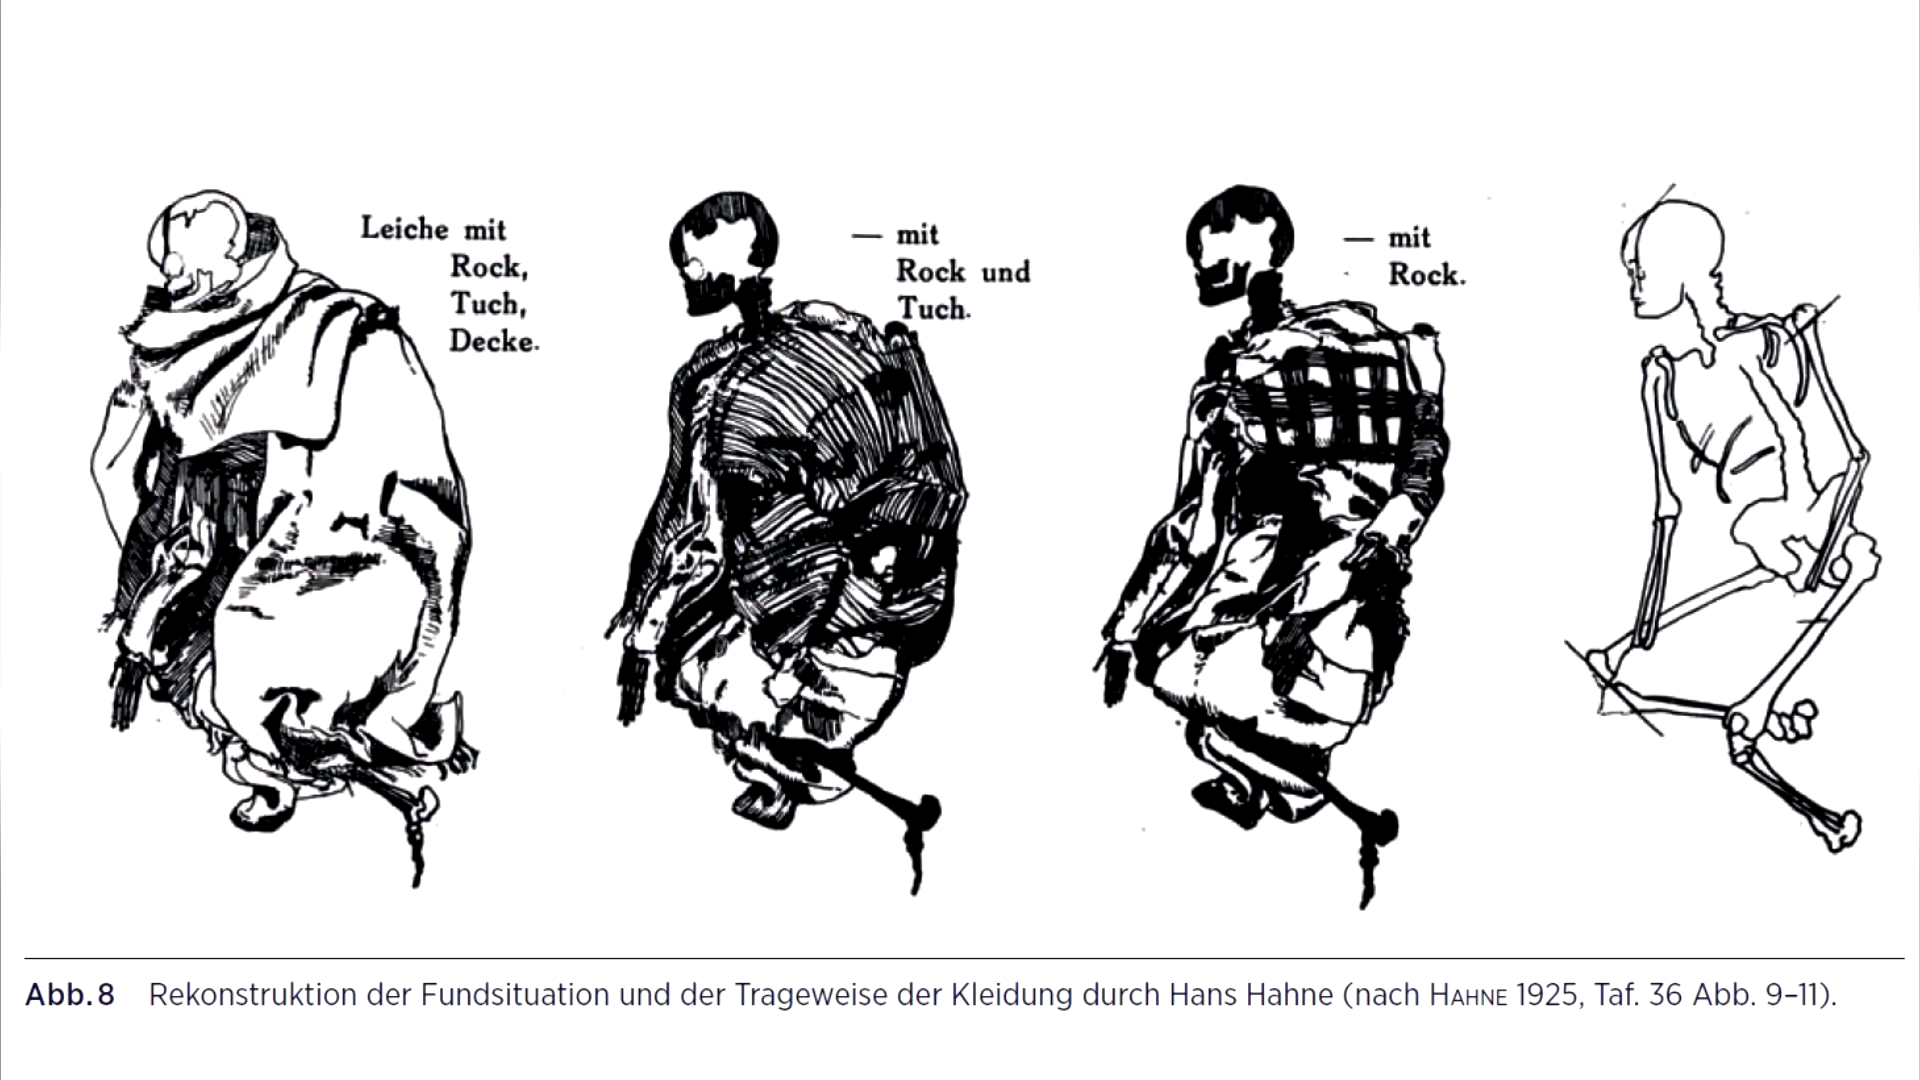 Leiche mit
Rock,
Tuch,
Decke.
— mit
Rock und
Tuch.
— mit
Rock.
Abb. 8 Rekonstruktion der Fundsituation und der Trageweise der Kleidung durch Hans Hahne (nach HAHNE 1925, Taf. 36 Abb. 9–11).